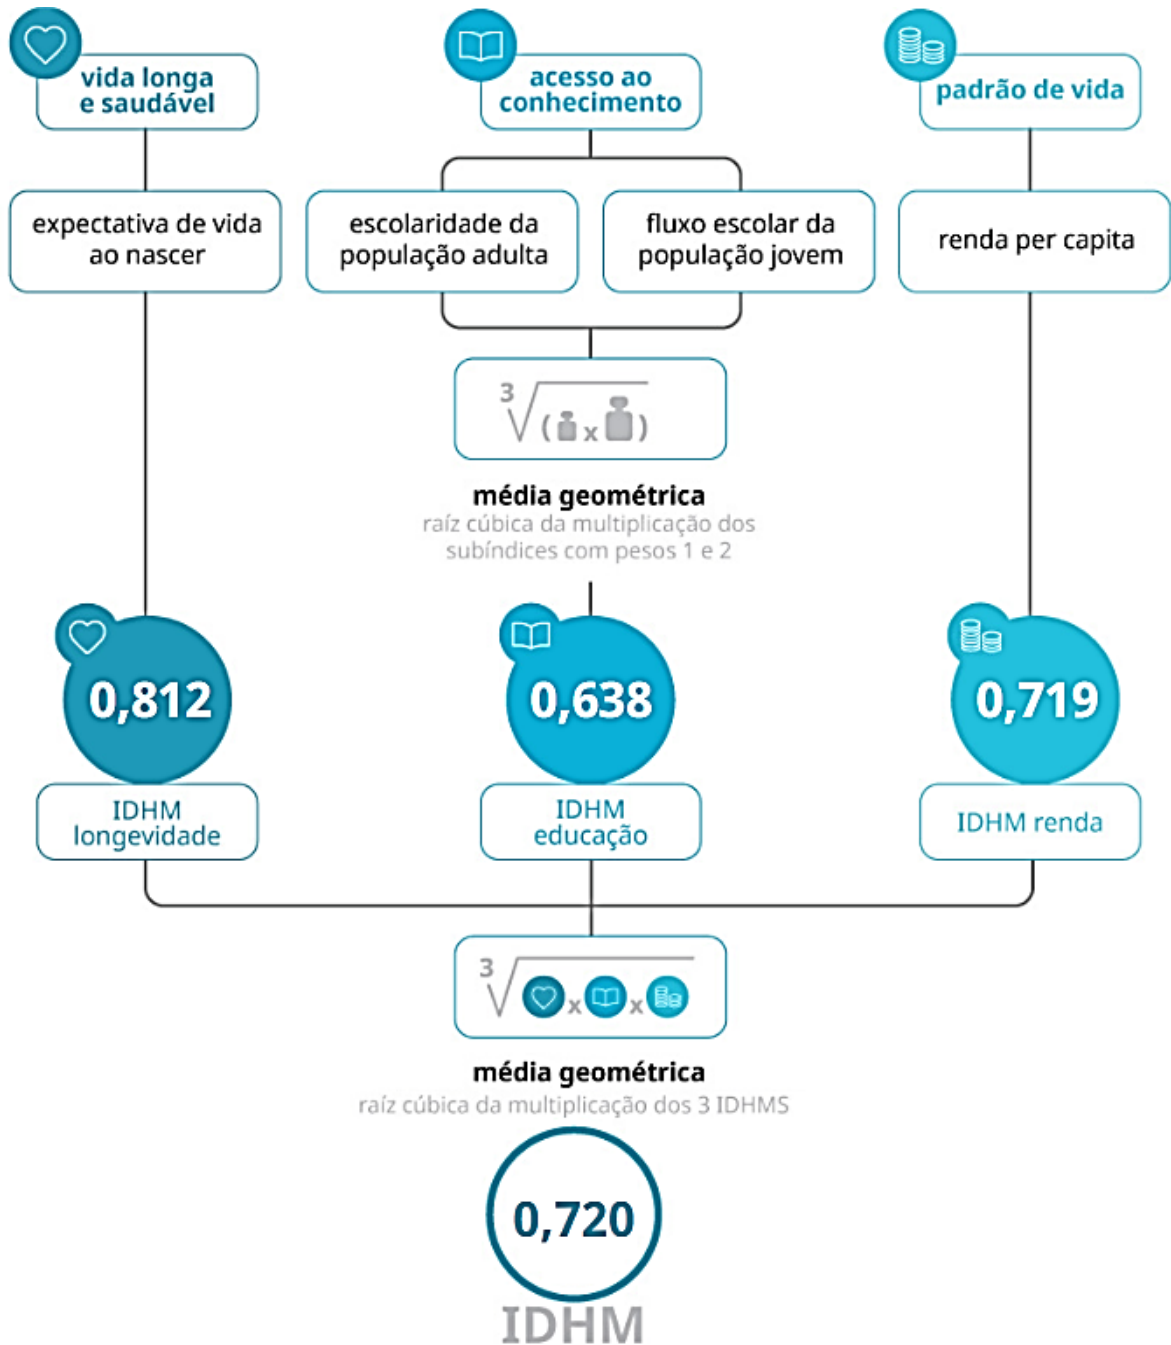 vida longa
e saudável
acesso ao
conhecimento
padrão de vida
expectativa de vida
ao nascer
escolaridade da
população adulta
fluxo escolar da
população jovem
renda per capita
3√( x )
média geométrica
raíz cúbica da multiplicação dos
subíndices com pesos 1 e 2
0,812
0,638
0,719
IDHM
longevidade
IDHM
educação
IDHM renda
3√ x x
média geométrica
raíz cúbica da multiplicação dos 3 IDHMS
0,720
IDHM